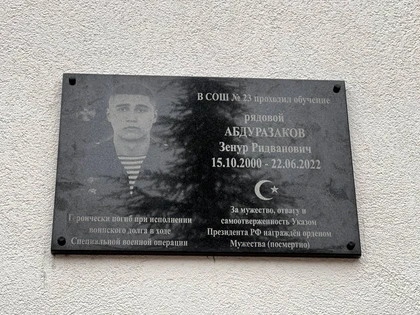 В СОШ № 23 проходил обучение
рядовой
АБДУРАЗАКОВ
Зенур Ридванович
15.10.2000 - 22.06.2022
Героически погиб при исполнении
воинского долга в ходе
Специальной военной операции
За мужество, отвагу и
самоотверженность Указом
Президента РФ награждён орденом
Мужества (посмертно)